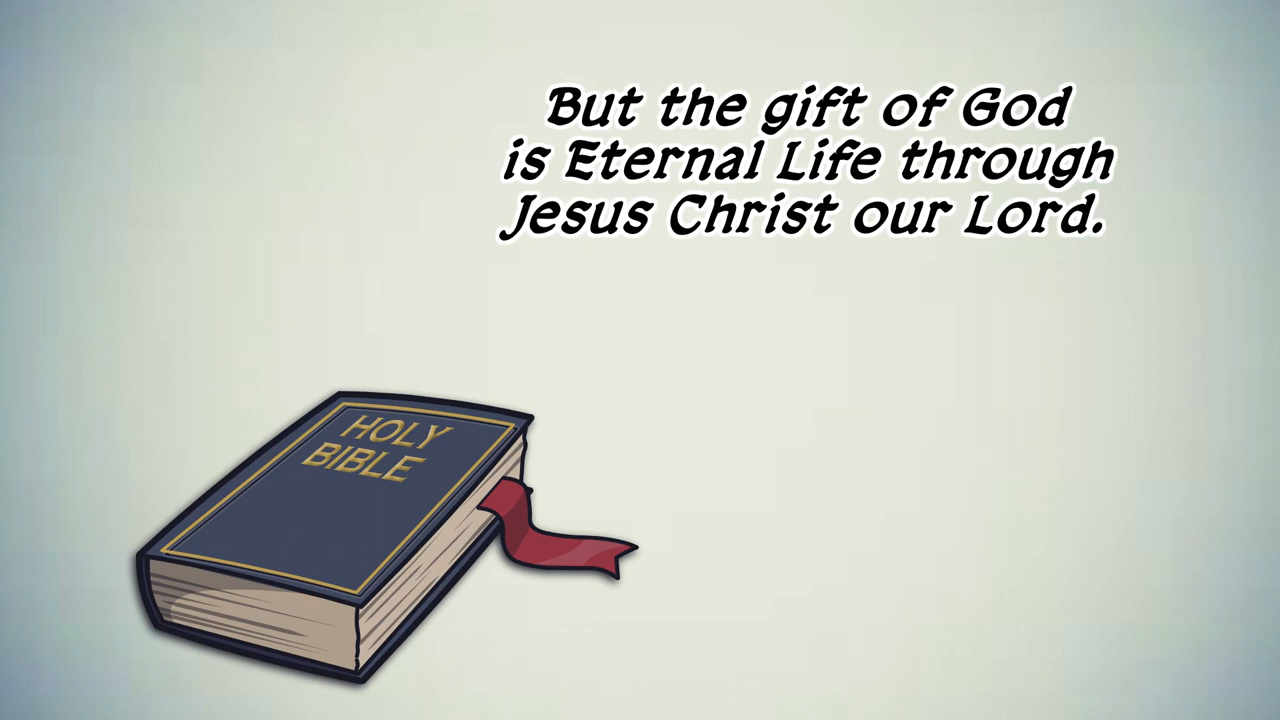 But the gift of God
is Eternal Life through
Jesus Christ our Lord.
HOLY
BIBLE